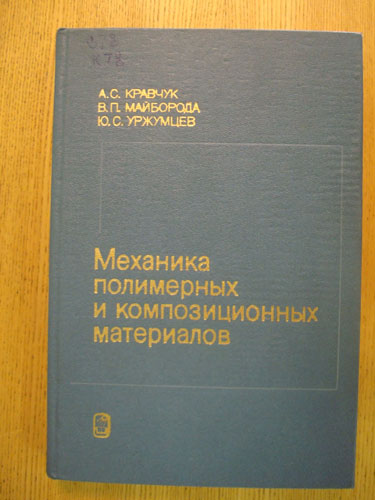 А.С. КРАВЧУК
В.П. МАЙБОРОДА
Ю.С. УРЖУМЦЕВ
Механика
полимерных
и композиционных
материалов